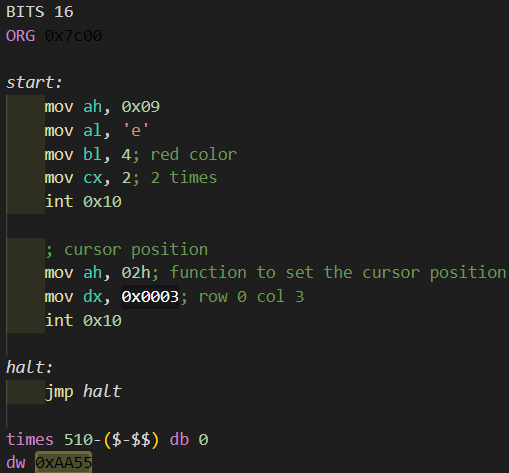 BITS 16
ORG 0x7c00
start:
mov ah, 0x09
mov al, 'e'
mov bl, 4; red color
mov cx, 2; 2 times
int 0x10
; cursor position
mov ah, 02h; function to set the cursor position
mov dx, 0x0003; row 0 col 3
int 0x10
halt:
jmp halt
times 510-($-$$) db 0
dw 0xAA55